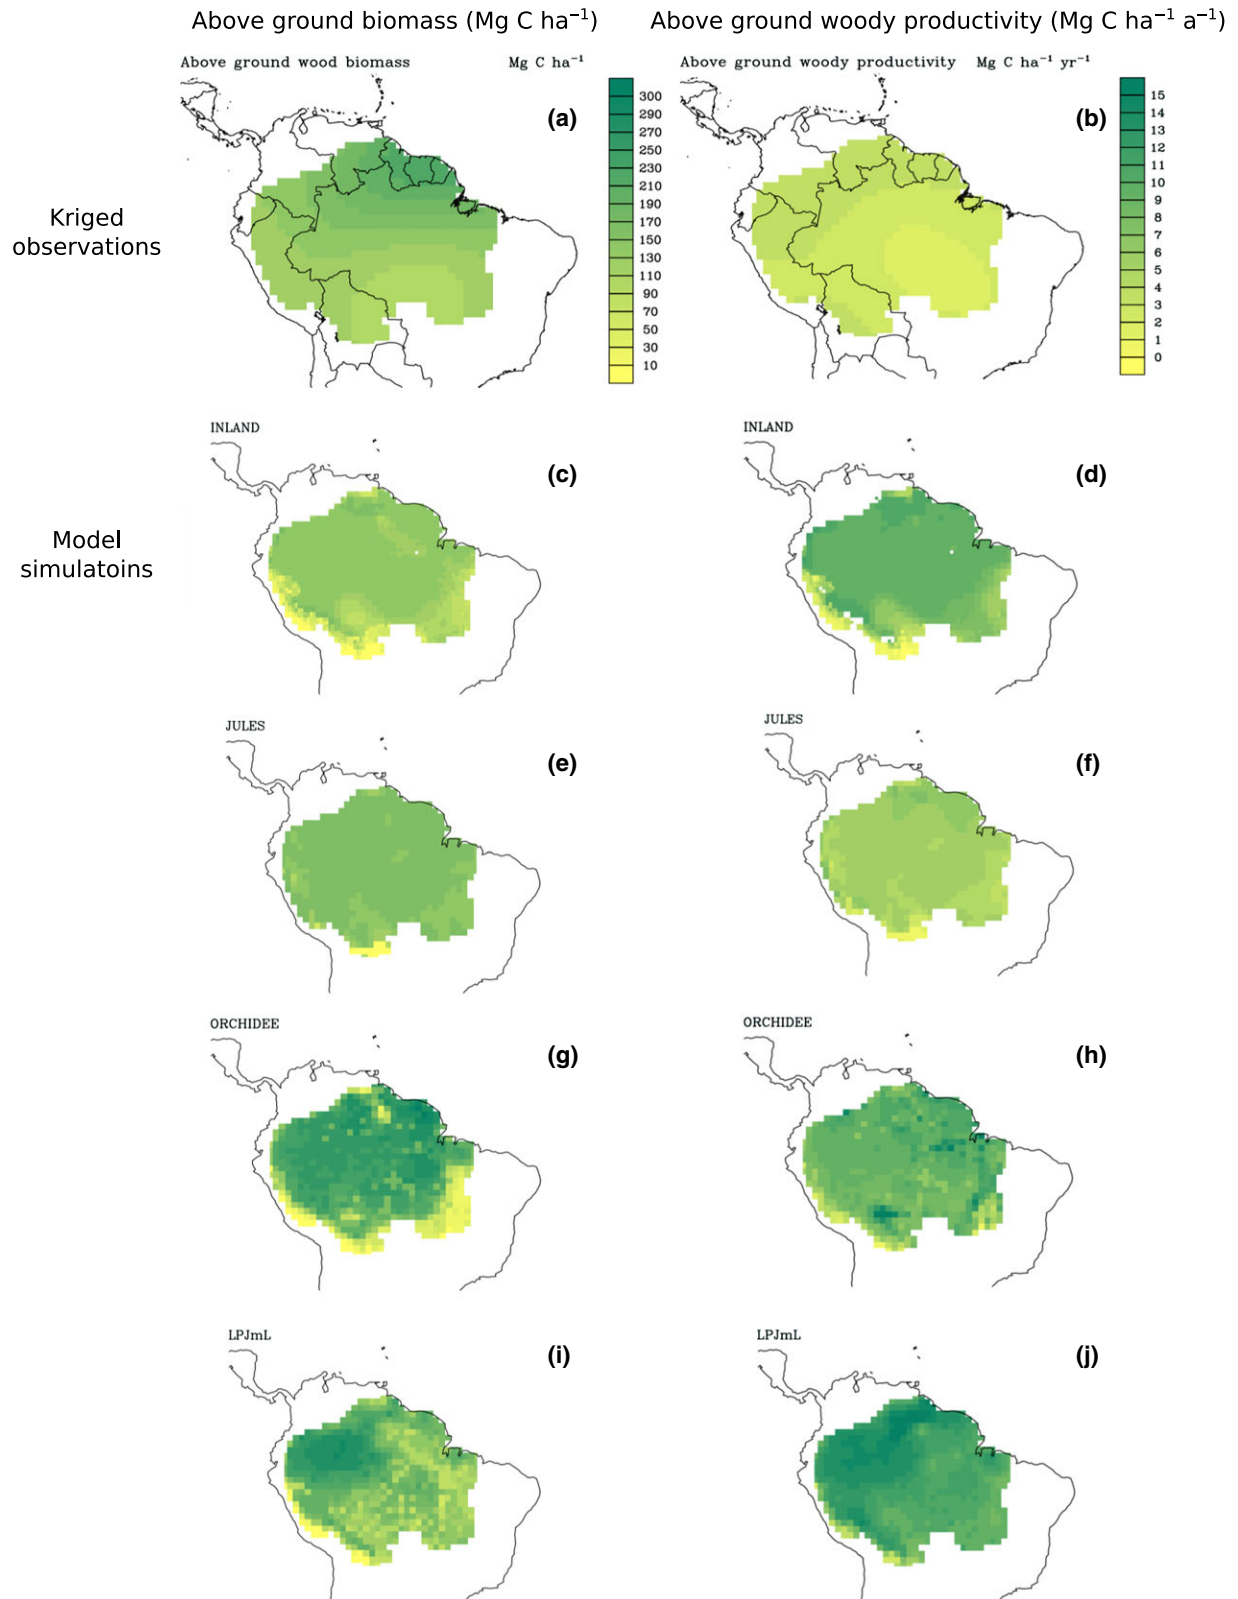 Above ground biomass (Mg C ha⁻¹)
Above ground woody productivity (Mg C ha⁻¹ a⁻¹)
Above ground wood biomass Mg C ha⁻¹
Above ground woody productivity Mg C ha⁻¹ yr⁻¹
(a)
300
290
270
250
230
210
190
170
150
130
110
90
70
50
30
10
(b)
15
14
13
12
11
10
9
8
7
6
5
4
3
2
1
0
Kriged
observations
INLAND
(c)
INLAND
(d)
Model
simulatoins
JULES
(e)
JULES
(f)
ORCHIDEE
(g)
ORCHIDEE
(h)
LPJmL
(i)
LPJmL
(j)